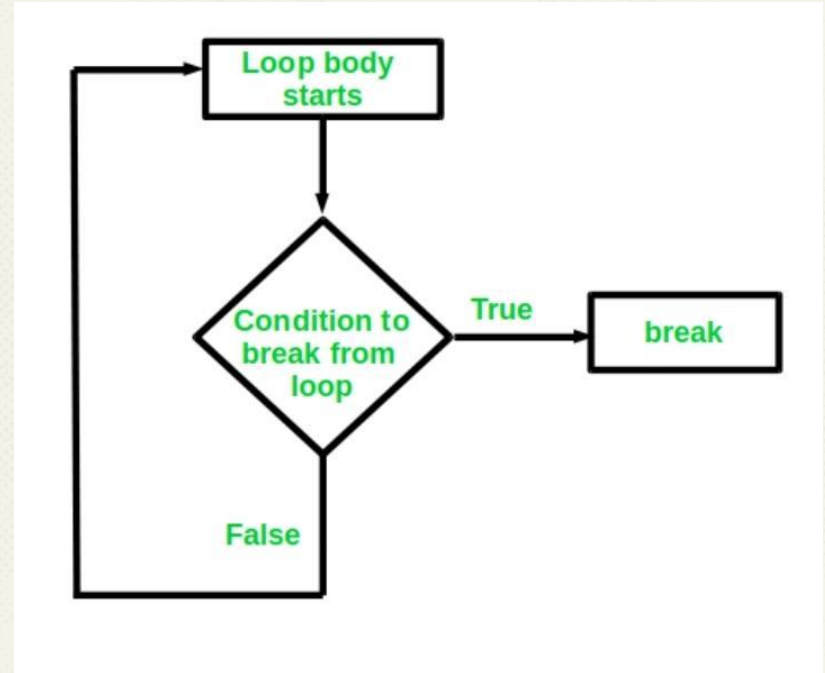 Loop body
starts
Condition to
break from
loop
True
break
False